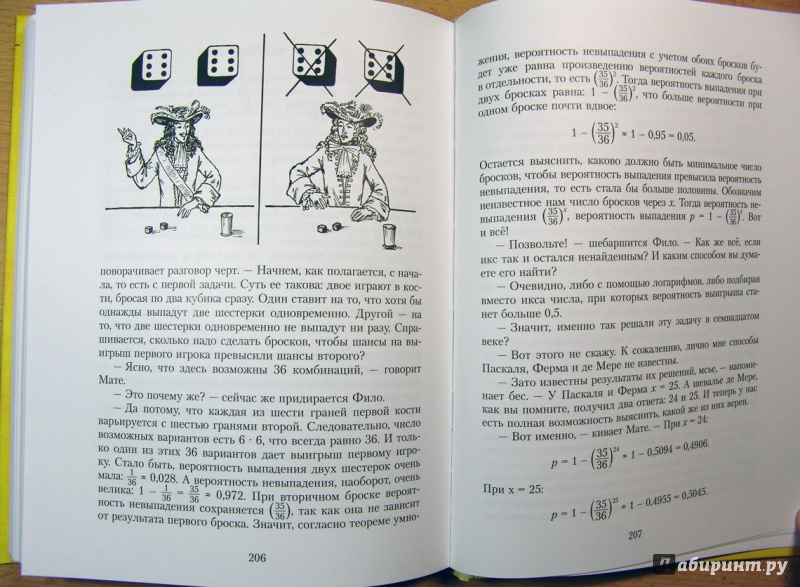 поворачивает разговор черт. — Начнем, как полагается, с нача-
ла, то есть с первой задачи. Суть ее такова: двое играют в кос-
ти, бросая по два кубика сразу. Один ставит на то, что хотя бы
однажды выпадут две шестерки одновременно. Другой — на
то, что две шестерки одновременно не выпадут ни разу. Спра-
шивается, сколько надо сделать бросков, чтобы шансы на вы-
игрыш первого игрока превысили шансы второго?
— Ясно, что здесь возможны 36 комбинаций, — говорит
Мате.
— Это почему же? — сейчас же придирается Фило.
— Да потому, что каждая из шести граней первой кости
варьируется с шестью гранями второй. Следовательно, число
возможных вариантов есть 6 · 6, что всегда равно 36. И толь-
ко один из этих 36 вариантов дает выигрыш первому игро-
ку. Стало быть, вероятность выпадения двух шестерок очень
мала: 1/36 ≈ 0,028. А вероятность невыпадения, наоборот, очень
велика: 1 − 1/36 = 35/36 ≈ 0,972. При вторичном броске вероят-
ность невыпадения сохраняется (35/36), так как она не зависит
от результата первого броска. Значит, согласно теореме умно-
206
жения, вероятность невыпадения с учетом обоих бросков бу-
дет уже равна произведению вероятностей каждого броска
в отдельности, то есть (35/36)². Тогда вероятность выпадения при
двух бросках равна: 1 − (35/36)², что больше вероятности при
одном броске почти вдвое:
1 − (35/36)² ≈ 1 − 0,95 = 0,05.
Остается выяснить, каково должно быть минимальное число
бросков, чтобы вероятность выпадения превысила вероятность
невыпадения, то есть стала бы больше половины. Обозначим
неизвестное нам число бросков через x. Тогда вероятность не-
выпадения (35/36)ˣ, вероятность выпадения p = 1 − (35/36)ˣ. Вот
и всё!
— Позвольте! — шебаршится Фило. — Как же всё, если
икс так и остался ненайденным? И каким способом вы дума-
ете его найти?
— Очевидно, либо с помощью логарифмов, либо подбирая
вместо икса числа, при которых вероятность выигрыша ста-
нет больше 0,5.
— Значит, именно так решали эту задачу в семнадцатом
веке?
— Вот этого не скажу. К сожалению, лично мне способы
Паскаля, Ферма и де Мере не известны.
— Зато известны результаты их решений, мсье, — напоми-
нает бес. — У Паскаля и Ферма x = 25. А шевалье де Мере,
как вы помните, получил два ответа: 24 и 25. И теперь у нас
есть полная возможность выяснить, какой же из них верен.
— Вот именно, — кивает Мате. — При x = 24:
p = 1 − (35/36)²⁴ ≈ 1 − 0,5094 = 0,4906.
При x = 25:
p = 1 − (35/36)²⁵ ≈ 1 − 0,4955 = 0,5045.
207
Лабиринт.ру